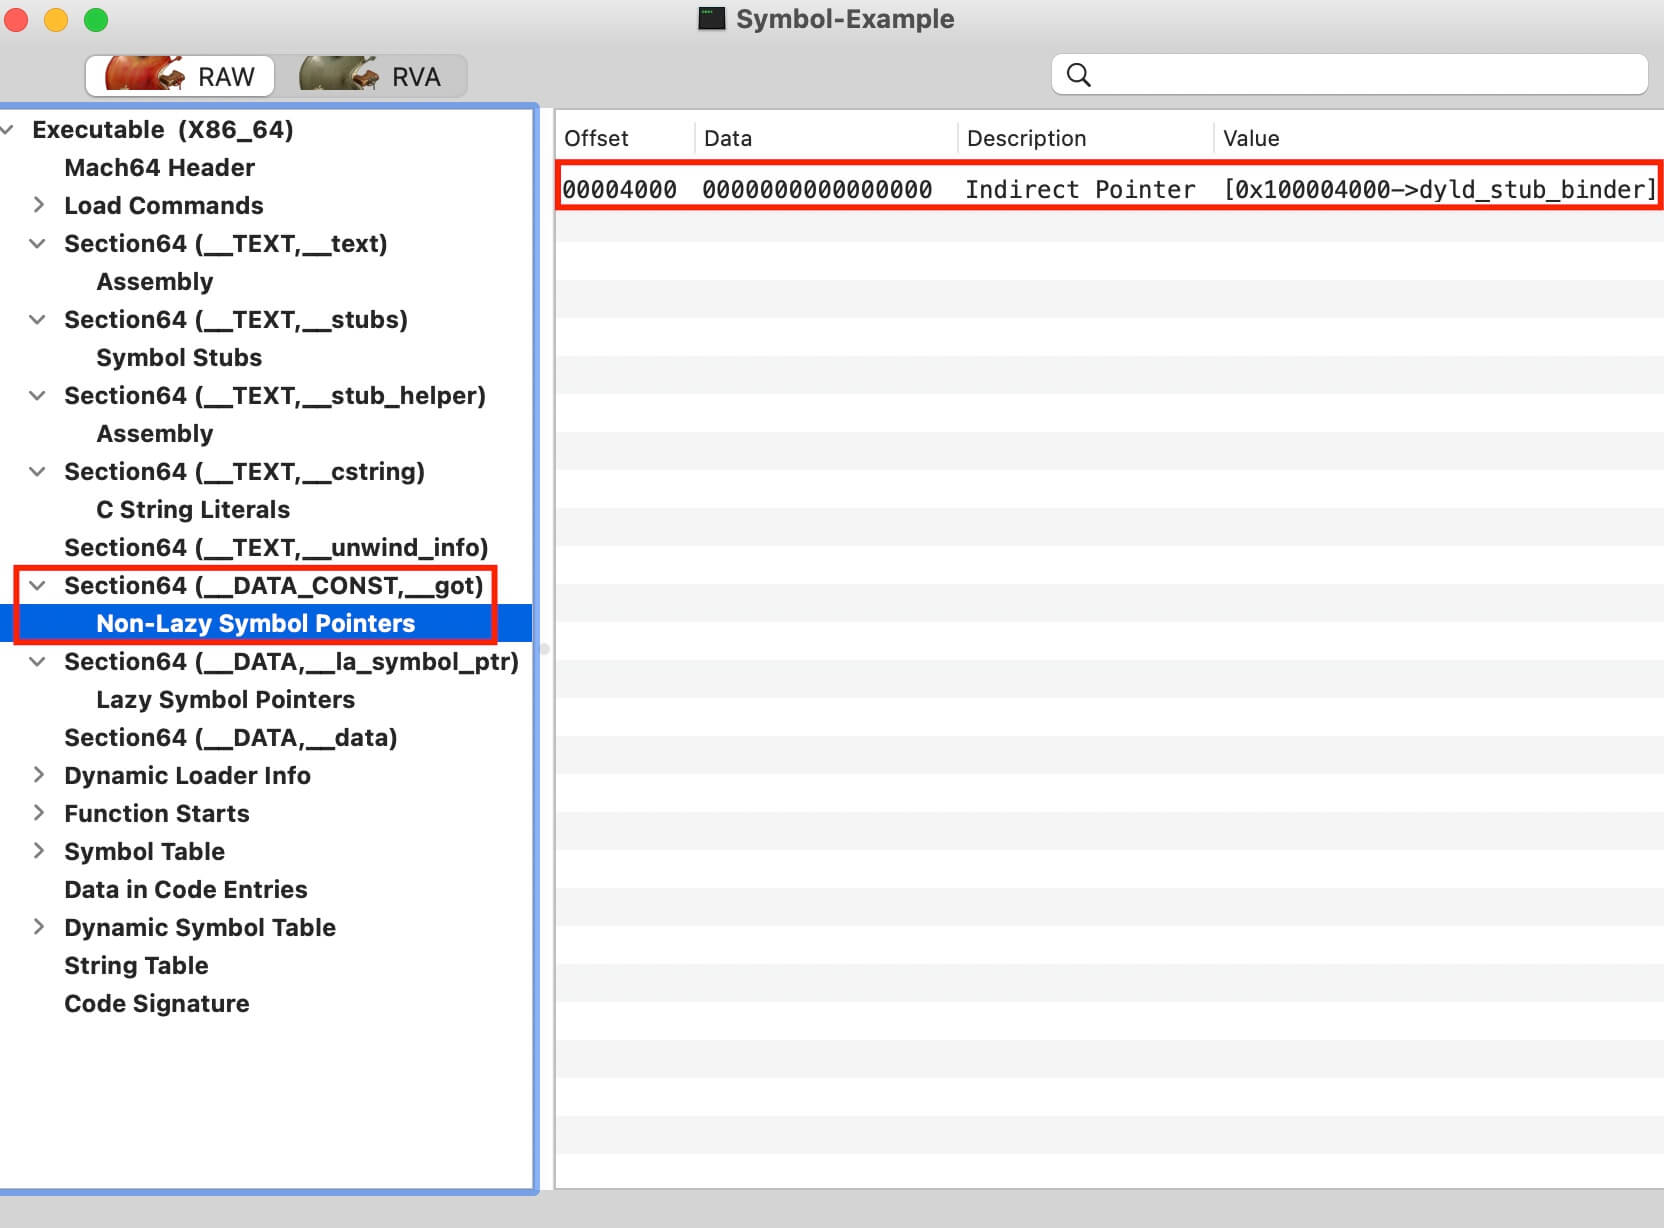 Symbol-Example
RAW RVA
Executable (X86_64)
Mach64 Header
Load Commands
Section64 (__TEXT,__text)
Assembly
Section64 (__TEXT,__stubs)
Symbol Stubs
Section64 (__TEXT,__stub_helper)
Assembly
Section64 (__TEXT,__cstring)
C String Literals
Section64 (__TEXT,__unwind_info)
Section64 (__DATA_CONST,__got)
Non-Lazy Symbol Pointers
Section64 (__DATA,__la_symbol_ptr)
Lazy Symbol Pointers
Section64 (__DATA,__data)
Dynamic Loader Info
Function Starts
Symbol Table
Data in Code Entries
Dynamic Symbol Table
String Table
Code Signature
Offset Data Description Value
00004000 0000000000000000 Indirect Pointer [0x100004000->dyld_stub_binder]